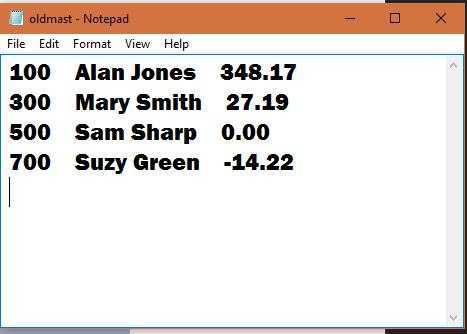 oldmast - Notepad
File Edit Format View Help
100 Alan Jones 348.17
300 Mary Smith 27.19
500 Sam Sharp 0.00
700 Suzy Green -14.22